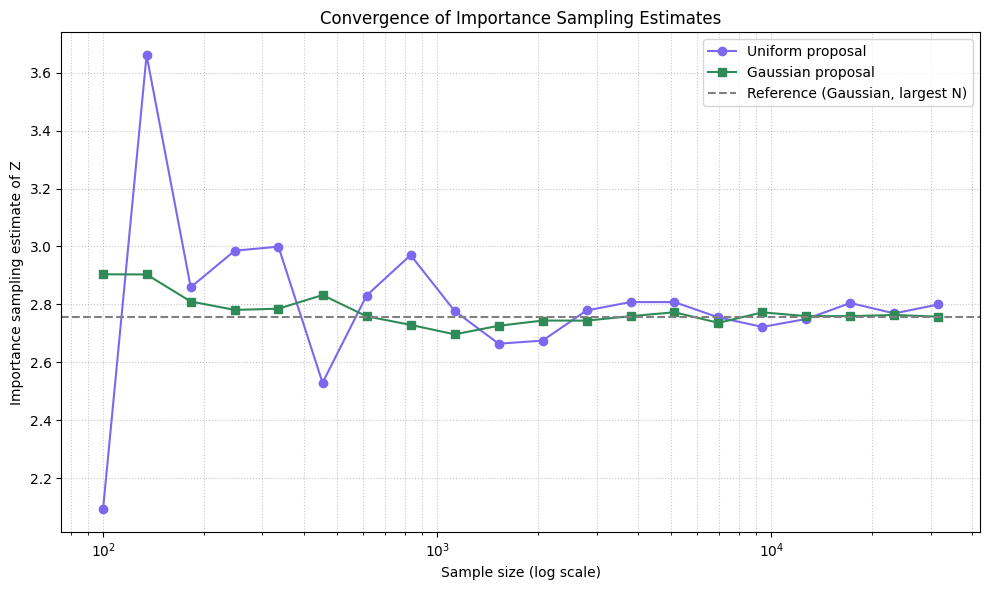 Convergence of Importance Sampling Estimates
Uniform proposal
Gaussian proposal
Reference (Gaussian, largest N)
Importance sampling estimate of Z
3.6
3.4
3.2
3.0
2.8
2.6
2.4
2.2
10² 10³ 10⁴
Sample size (log scale)